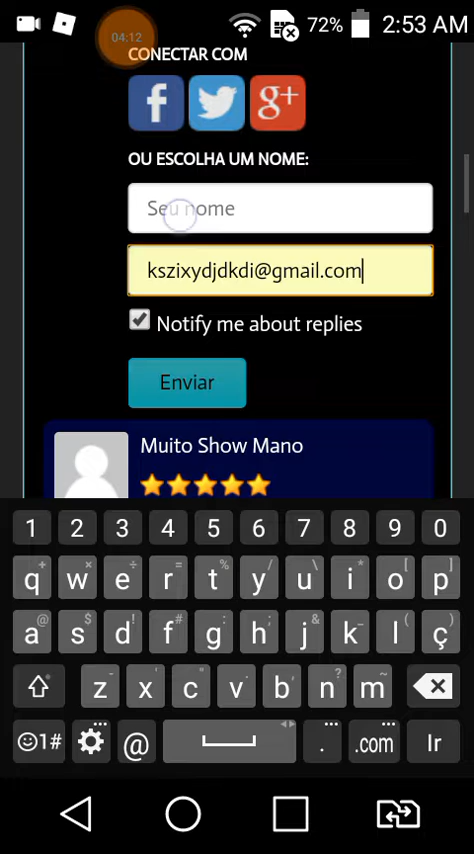 72% 2:53 AM
04:12
CONECTAR COM
f g+
OU ESCOLHA UM NOME:
Seu nome
kszixydjdkdi@gmail.com
Notify me about replies
Enviar
Muito Show Mano
1 2 3 4 5 6 7 8 9 0
+ × ÷ = % / \ * [ ]
q w e r t y u i o p
@ $ ! # : ; & _ ( )
a s d f g h j k l ç
- ' " . , ? ~
z x c v b n m
1# @ . .com Ir